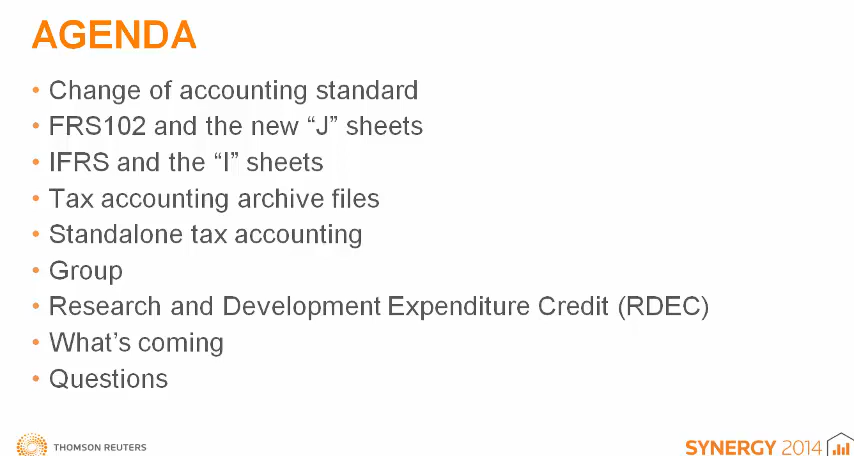 AGENDA
• Change of accounting standard
• FRS102 and the new “J” sheets
• IFRS and the “I” sheets
• Tax accounting archive files
• Standalone tax accounting
• Group
• Research and Development Expenditure Credit (RDEC)
• What’s coming
• Questions
THOMSON REUTERS
SYNERGY 2014